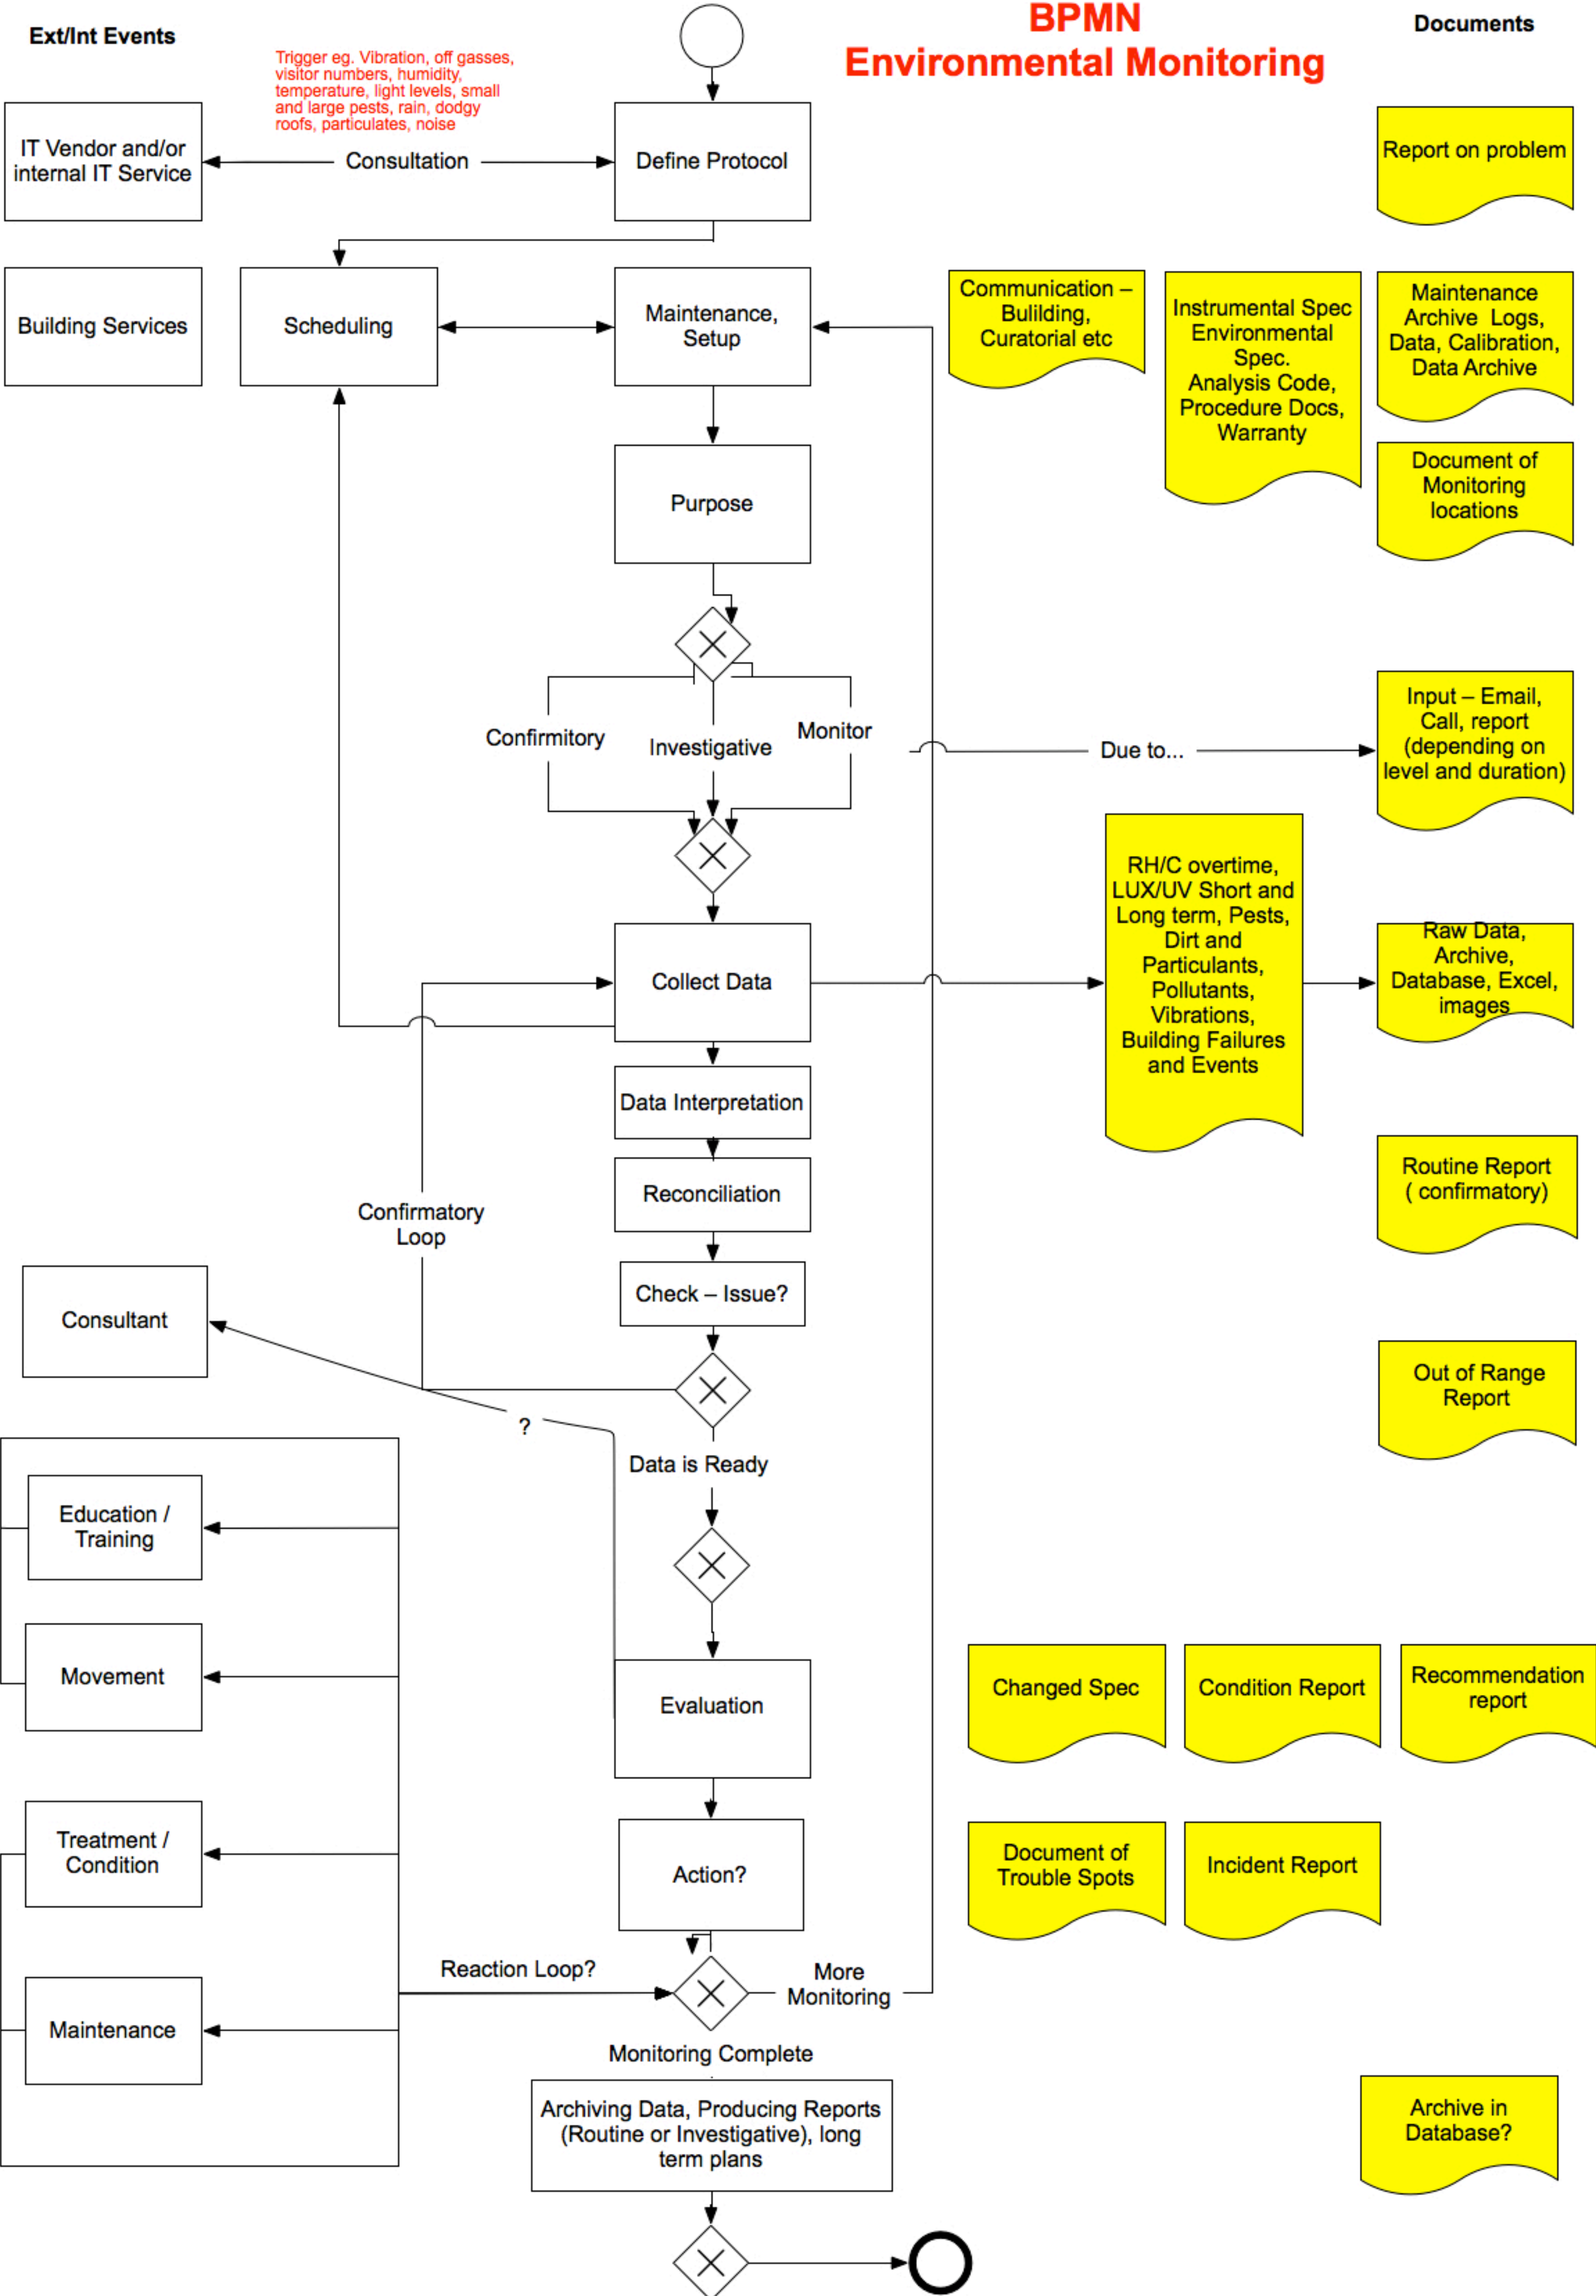 BPMN
Environmental Monitoring
Ext/Int Events
Documents
Trigger eg. Vibration, off gasses,
visitor numbers, humidity,
temperature, light levels, small
and large pests, rain, dodgy
roofs, particulates, noise
IT Vendor and/or
internal IT Service
Consultation
Define Protocol
Report on problem
Building Services
Scheduling
Maintenance,
Setup
Communication –
Bulilding,
Curatorial etc
Instrumental Spec
Environmental
Spec.
Analysis Code,
Procedure Docs,
Warranty
Maintenance
Archive Logs,
Data, Calibration,
Data Archive
Document of
Monitoring
locations
Purpose
Confirmitory
Investigative
Monitor
Due to...
Input – Email,
Call, report
(depending on
level and duration)
RH/C overtime,
LUX/UV Short and
Long term, Pests,
Dirt and
Particulants,
Pollutants,
Vibrations,
Building Failures
and Events
Raw Data,
Archive,
Database, Excel,
images
Collect Data
Data Interpretation
Reconciliation
Routine Report
( confirmatory)
Confirmatory
Loop
Check – Issue?
Consultant
?
Out of Range
Report
Data is Ready
Education /
Training
Movement
Evaluation
Changed Spec
Condition Report
Recommendation
report
Treatment /
Condition
Action?
Document of
Trouble Spots
Incident Report
Reaction Loop?
More
Monitoring
Maintenance
Monitoring Complete
Archiving Data, Producing Reports
(Routine or Investigative), long
term plans
Archive in
Database?